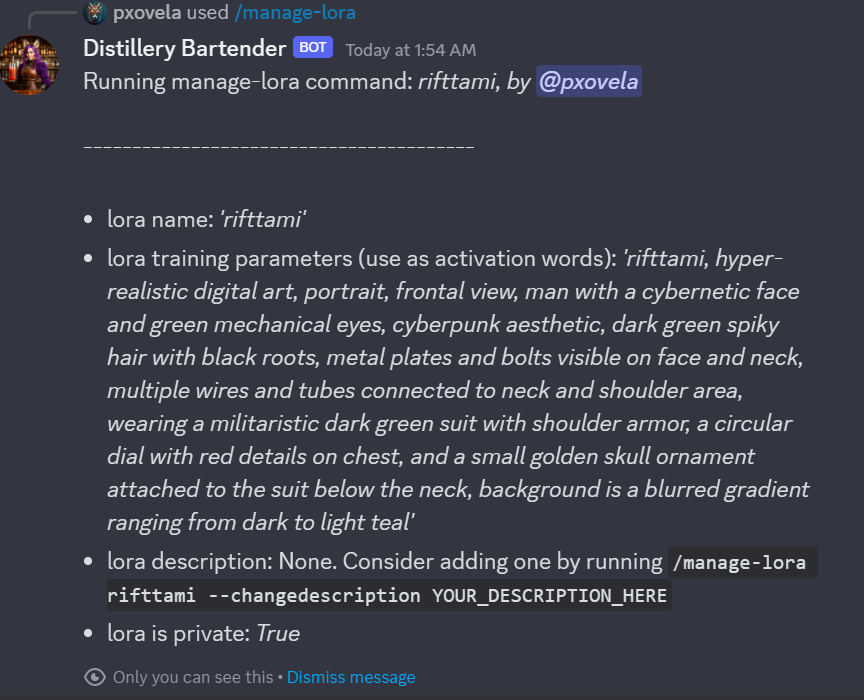 pxovela used /manage-lora
Distillery Bartender BOT Today at 1:54 AM
Running manage-lora command: rifttami, by @pxovela
----------------------------------------
• lora name: 'rifttami'
• lora training parameters (use as activation words): 'rifttami, hyper-
realistic digital art, portrait, frontal view, man with a cybernetic face
and green mechanical eyes, cyberpunk aesthetic, dark green spiky
hair with black roots, metal plates and bolts visible on face and neck,
multiple wires and tubes connected to neck and shoulder area,
wearing a militaristic dark green suit with shoulder armor, a circular
dial with red details on chest, and a small golden skull ornament
attached to the suit below the neck, background is a blurred gradient
ranging from dark to light teal'
• lora description: None. Consider adding one by running /manage-lora
rifttami --changedescription YOUR_DESCRIPTION_HERE
• lora is private: True
Only you can see this • Dismiss message